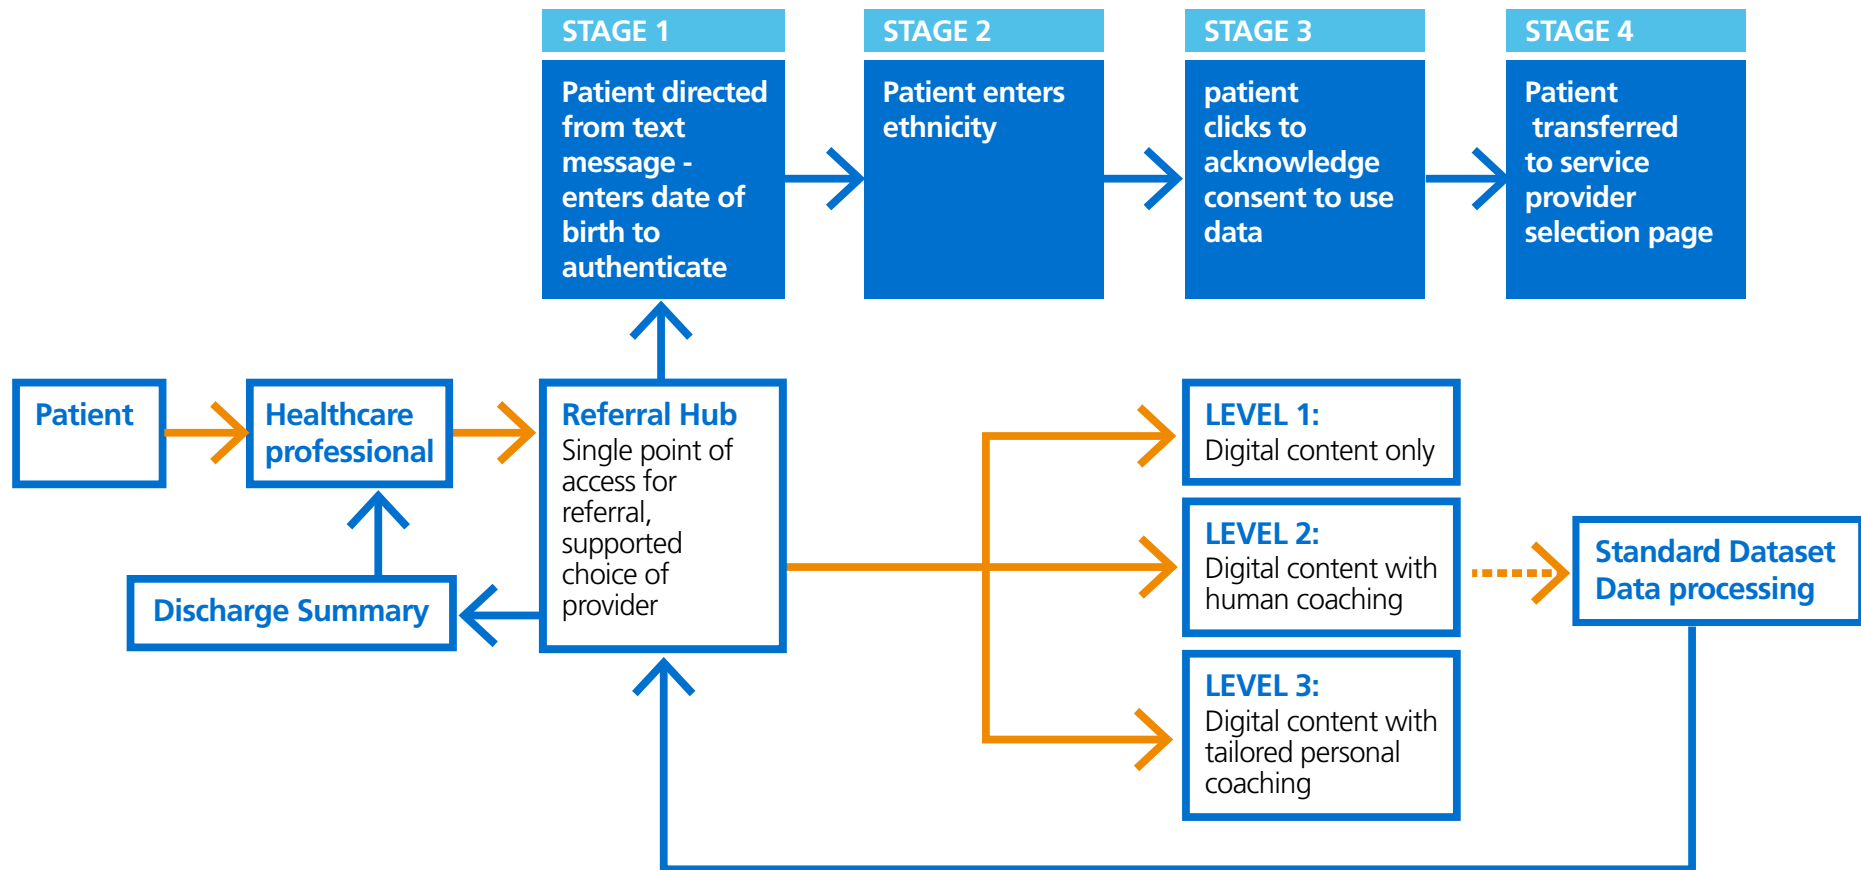 STAGE 1
Patient directed
from text
message -
enters date of
birth to
authenticate
STAGE 2
Patient enters
ethnicity
STAGE 3
patient
clicks to
acknowledge
consent to use
data
STAGE 4
Patient
transferred
to service
provider
selection page
Patient
Healthcare
professional
Referral Hub
Single point of
access for
referral,
supported
choice of
provider
Discharge Summary
LEVEL 1:
Digital content only
LEVEL 2:
Digital content with
human coaching
LEVEL 3:
Digital content with
tailored personal
coaching
Standard Dataset
Data processing